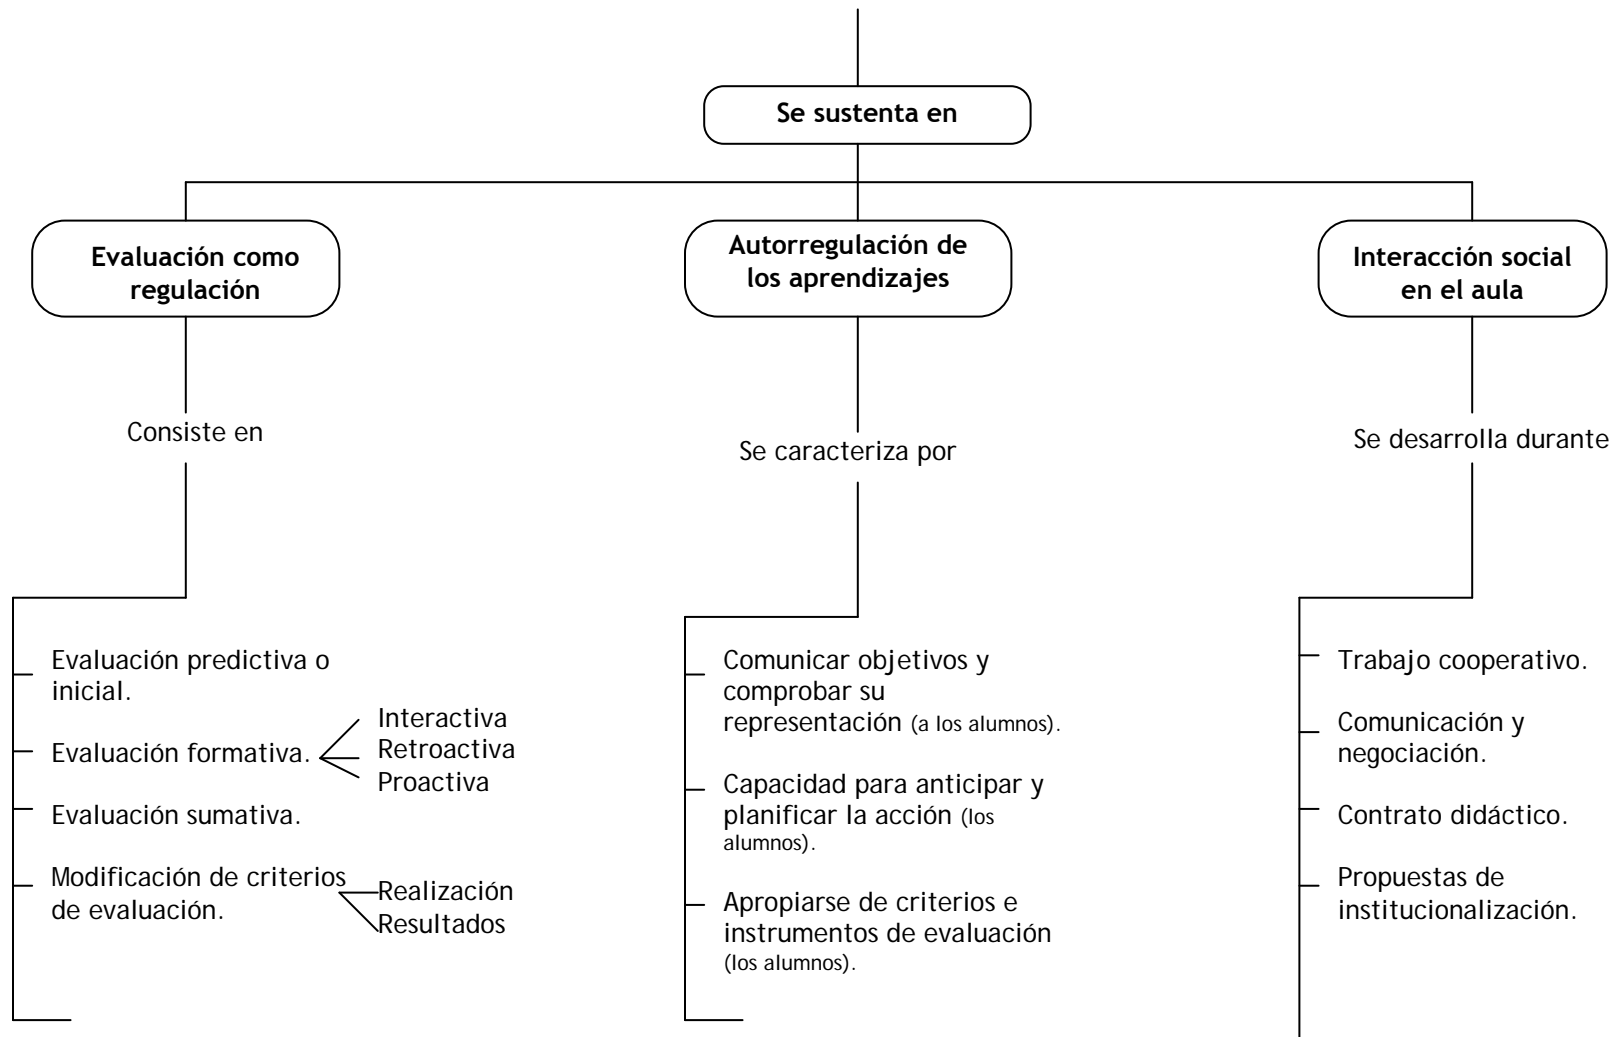 Se sustenta en
Evaluación como
regulación
Autorregulación de
los aprendizajes
Interacción social
en el aula
Consiste en
Se caracteriza por
Se desarrolla durante
Evaluación predictiva o
inicial.
Evaluación formativa.
Interactiva
Retroactiva
Proactiva
Evaluación sumativa.
Modificación de criterios
de evaluación.
Realización
Resultados
Comunicar objetivos y
comprobar su
representación (a los alumnos).
Capacidad para anticipar y
planificar la acción (los
alumnos).
Apropiarse de criterios e
instrumentos de evaluación
(los alumnos).
Trabajo cooperativo.
Comunicación y
negociación.
Contrato didáctico.
Propuestas de
institucionalización.